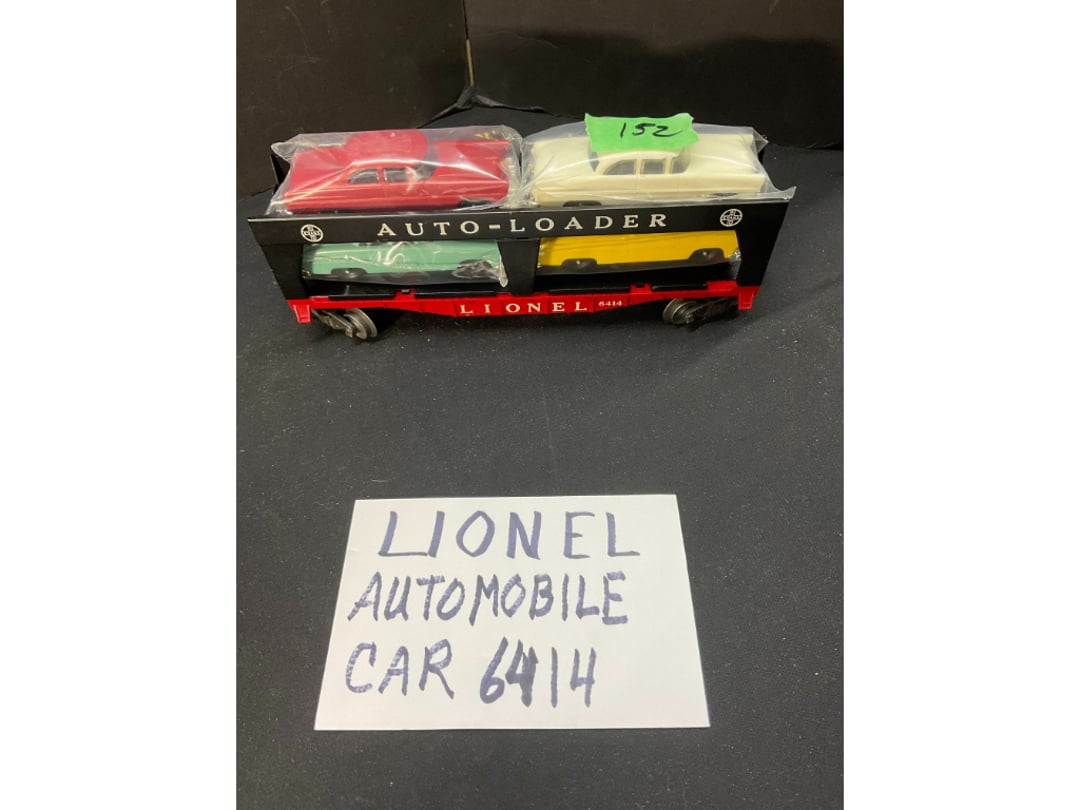 152
AUTO-LOADER
LIONEL 6414
LIONEL
AUTOMOBILE
CAR 6414